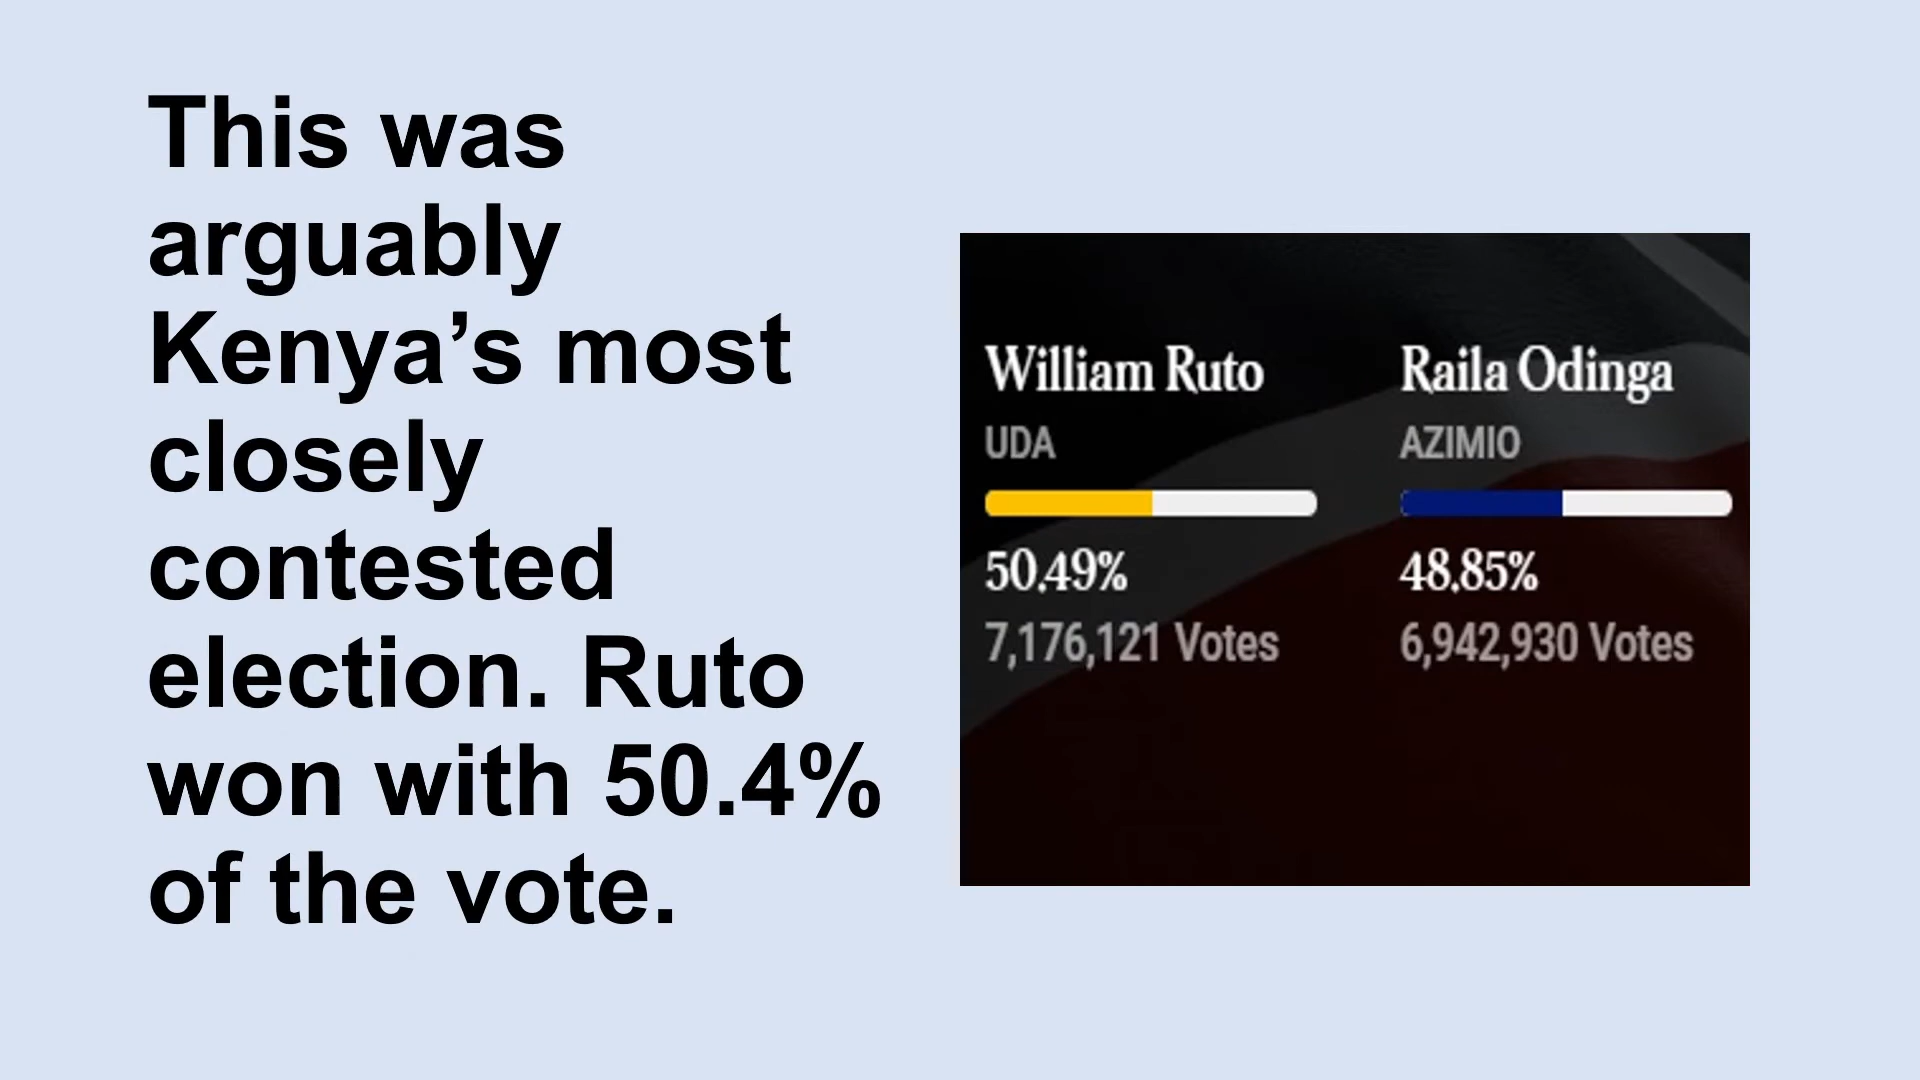 This was
arguably
Kenya’s most
closely
contested
election. Ruto
won with 50.4%
of the vote.
William Ruto
UDA
50.49%
7,176,121 Votes
Raila Odinga
AZIMIO
48.85%
6,942,930 Votes